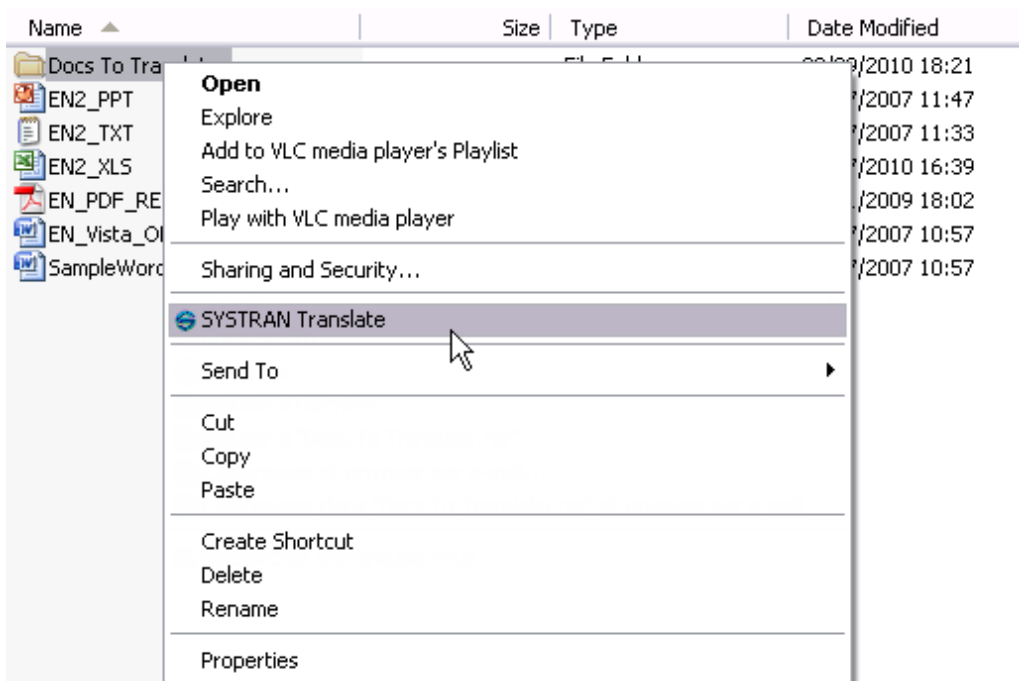 Name Size Type Date Modified
Docs To /2010 18:21
Open
EN2_PPT /2007 11:47
Explore
EN2_TXT /2007 11:33
Add to VLC media player's Playlist
EN2_XLS /2010 16:39
Search...
EN_PDF_RE /2009 18:02
Play with VLC media player
EN_Vista_O /2007 10:57
Sharing and Security...
SampleWord /2007 10:57
SYSTRAN Translate
Send To
Cut
Copy
Paste
Create Shortcut
Delete
Rename
Properties